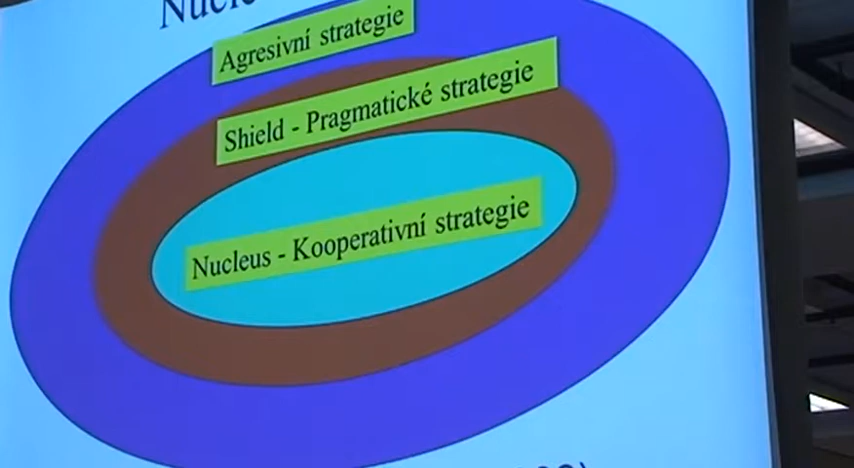 Agresivní strategie
Shield - Pragmatické strategie
Nucleus - Kooperativní strategie